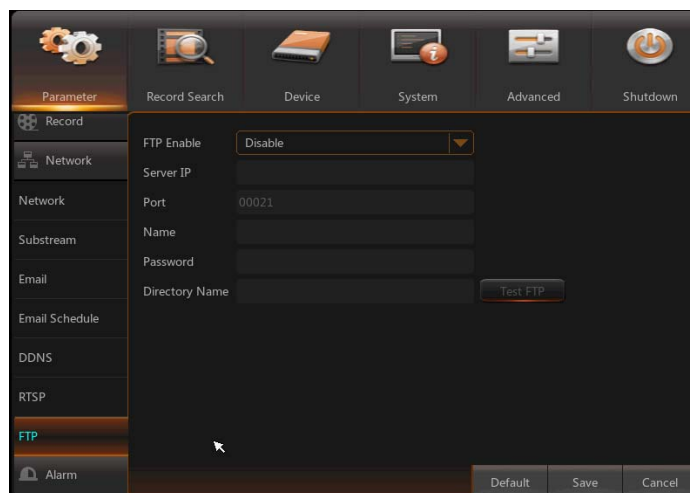 Parameter Record Search Device System Advanced Shutdown
Record
Network
Network
Substream
Email
Email Schedule
DDNS
RTSP
FTP
Alarm
FTP Enable Disable
Server IP
Port 00021
Name
Password
Directory Name Test FTP
Default Save Cancel